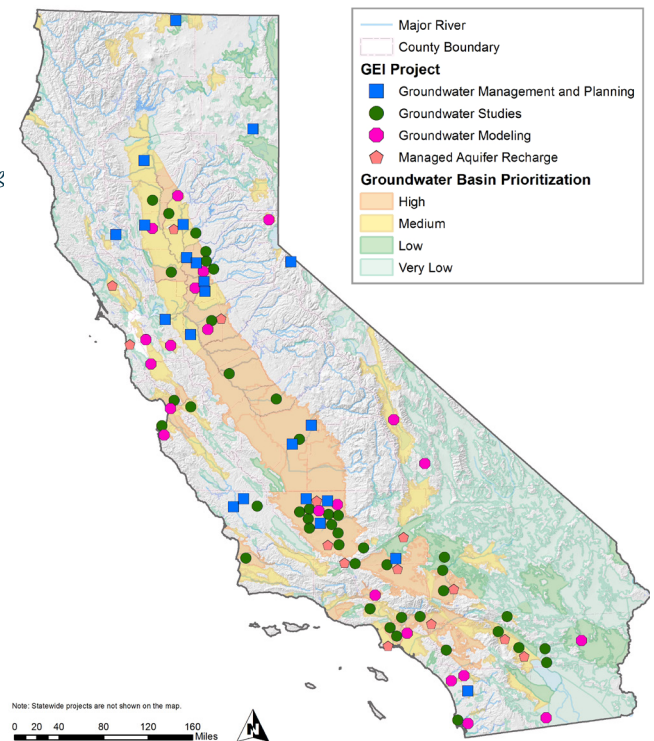 Major River
County Boundary
GEI Project
Groundwater Management and Planning
Groundwater Studies
Groundwater Modeling
Managed Aquifer Recharge
Groundwater Basin Prioritization
High
Medium
Low
Very Low
Note: Statewide projects are not shown on the map.
0 20 40 80 120 160
Miles
N